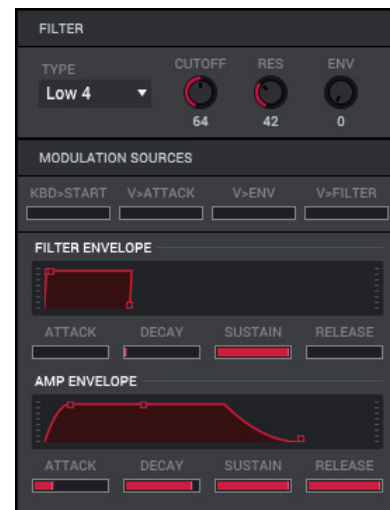 FILTER
TYPE CUTOFF RES ENV
Low 4
64 42 0
MODULATION SOURCES
KBD>START V>ATTACK V>ENV V>FILTER
FILTER ENVELOPE
ATTACK DECAY SUSTAIN RELEASE
AMP ENVELOPE
ATTACK DECAY SUSTAIN RELEASE